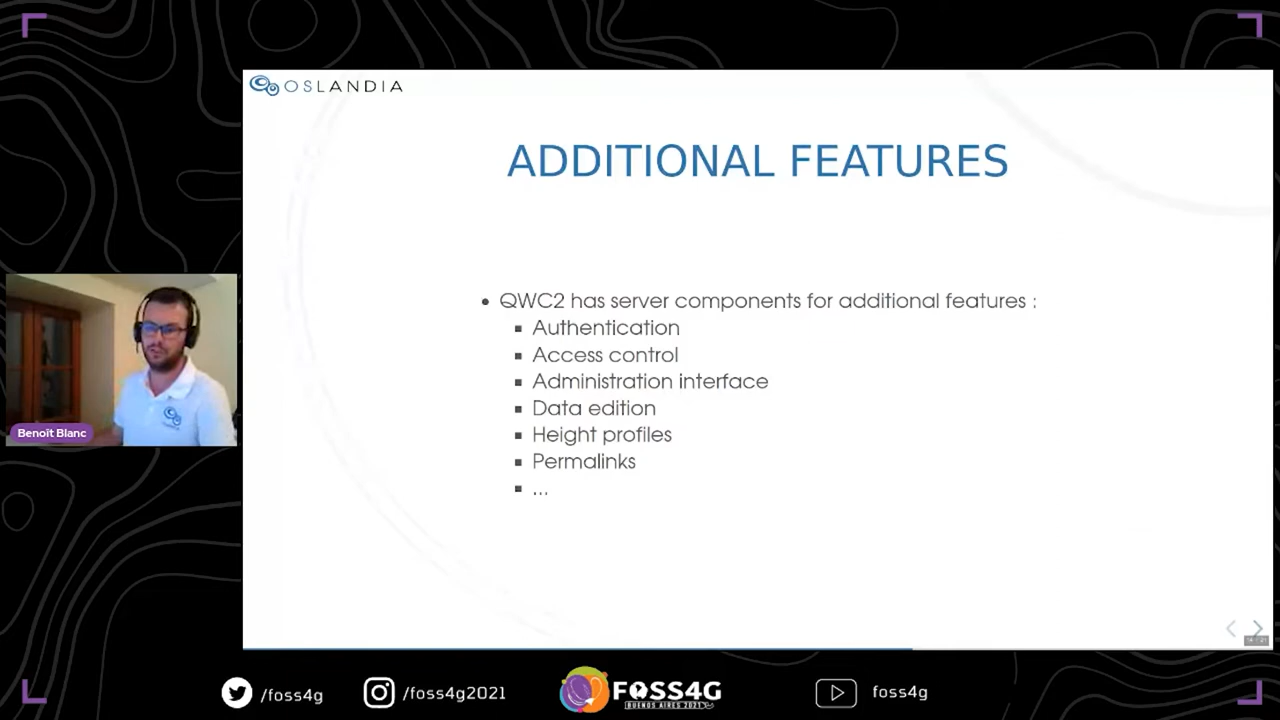 OSLANDIA
ADDITIONAL FEATURES
• QWC2 has server components for additional features :
▪ Authentication
▪ Access control
▪ Administration interface
▪ Data edition
▪ Height profiles
▪ Permalinks
▪ ...
Benoît Blanc
/foss4g
/foss4g2021
FOSS4G
BUENOS AIRES 2021
foss4g